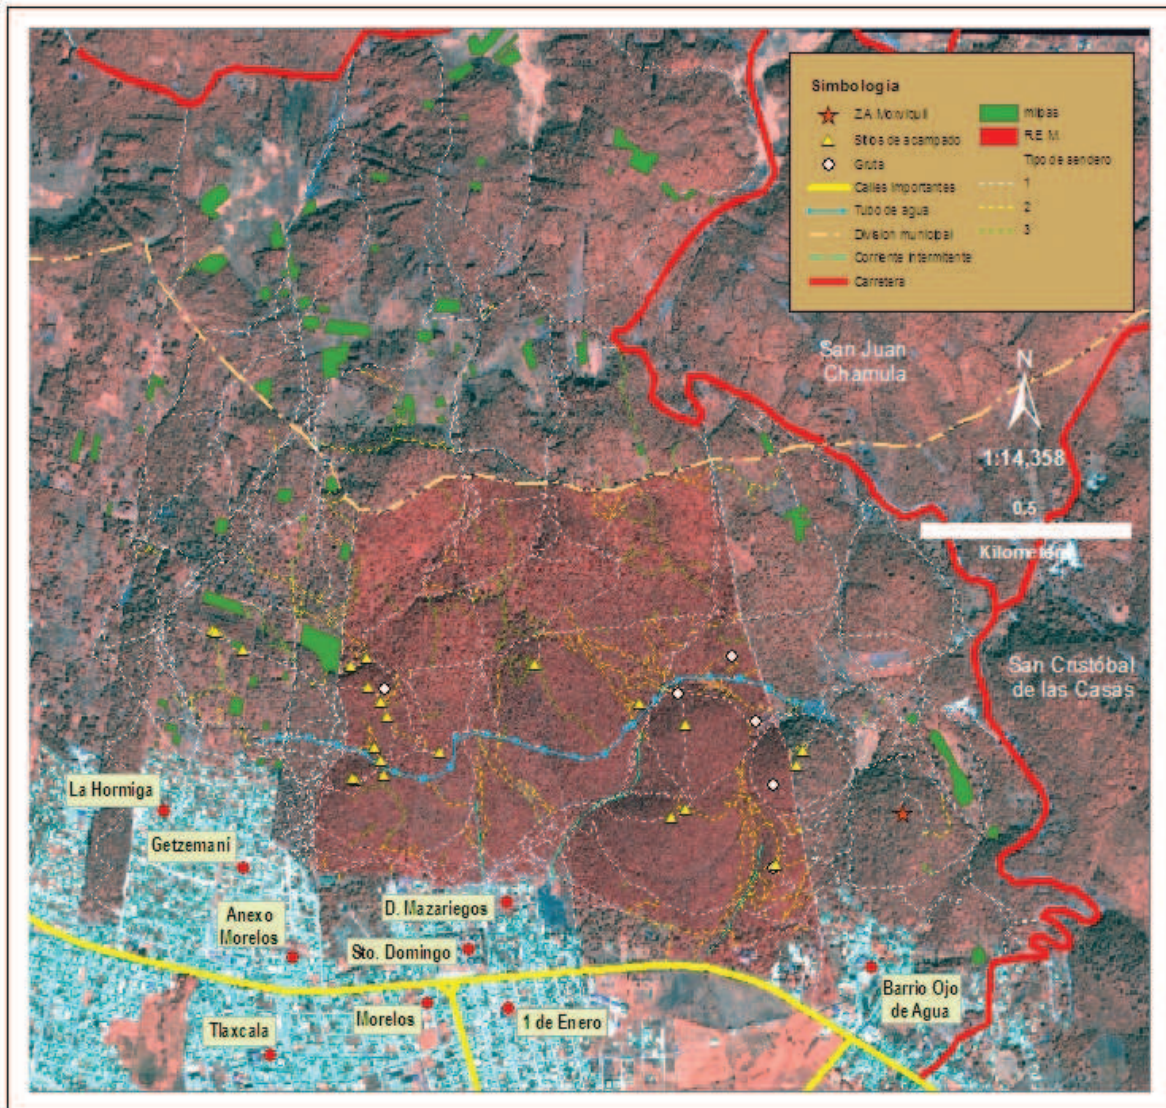 Simbología
ZA Moxviquil
Sitios de acampado
Gruta
Calles importantes
Tubo de agua
Division municipal
Corriente intermitente
Carretera
milpas
R.E.M.
Tipo de sendero
1
2
3
San Juan
Chamula
N
1:14,358
0.5
Kilometers
San Cristóbal
de las Casas
La Hormiga
Getzemaní
Anexo
Morelos
D. Mazariegos
Sto. Domingo
Morelos
1 de Enero
Tlaxcala
Barrio Ojo
de Agua